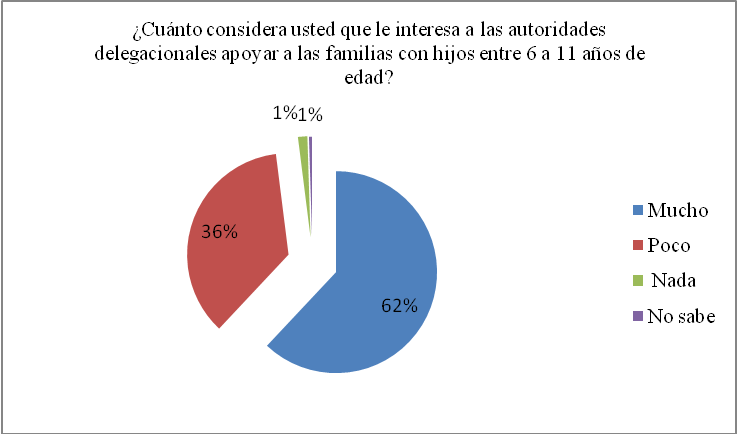 ¿Cuánto considera usted que le interesa a las autoridades
delegacionales apoyar a las familias con hijos entre 6 a 11 años de
edad?
1% 1%
36%
62%
Mucho
Poco
Nada
No sabe